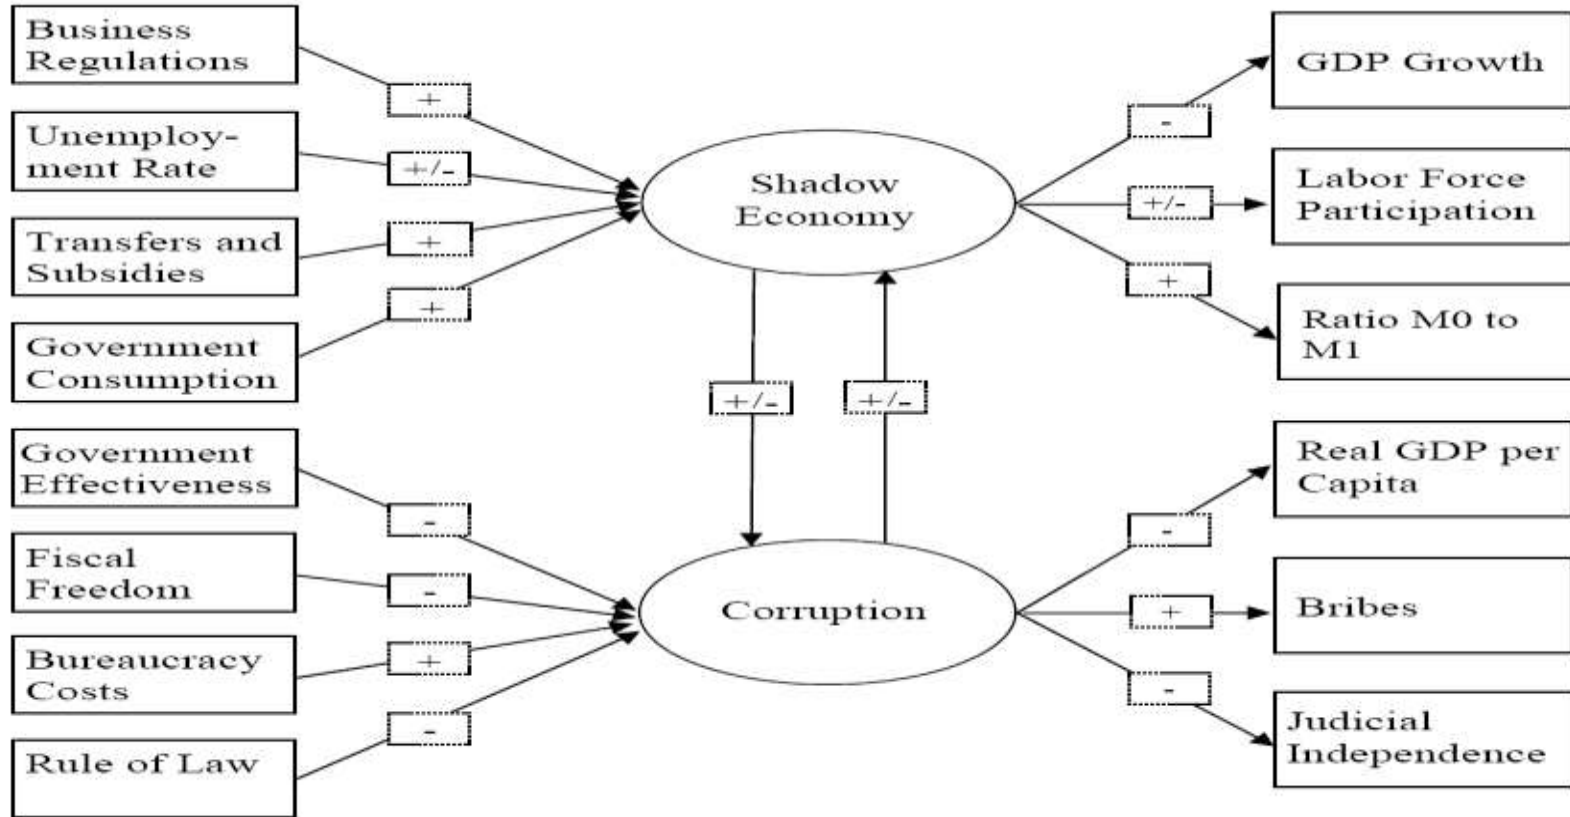 Business
Regulations
+
Unemploy-
ment Rate
+/-
Transfers and
Subsidies
+
Government
Consumption
+
Government
Effectiveness
-
Fiscal
Freedom
-
Bureaucracy
Costs
+
Rule of Law
-
Shadow
Economy
+/-
+/-
Corruption
-
GDP Growth
+/-
Labor Force
Participation
+
Ratio M0 to
M1
-
Real GDP per
Capita
+
Bribes
-
Judicial
Independence